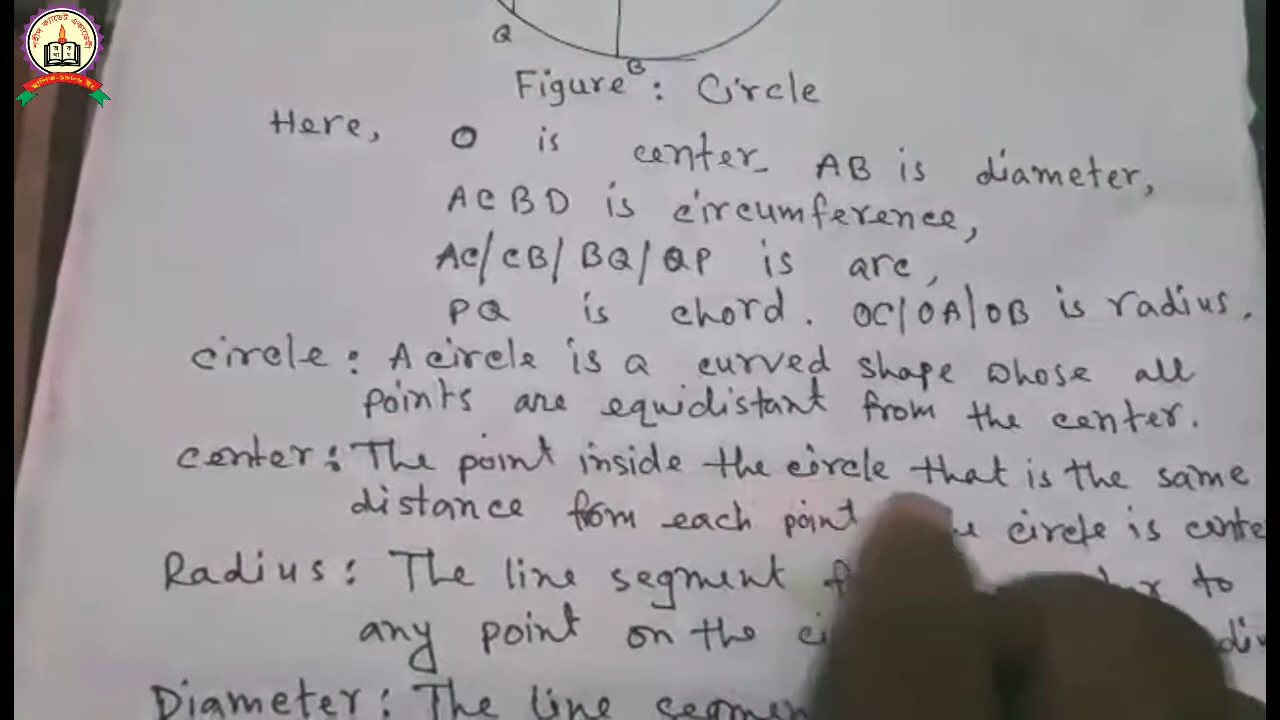 Q
B
Figure : Circle
Here, O is center. AB is diameter,
ACBD is circumference,
AC/CB/BQ/QP is arc,
PQ is chord. OC/OA/OB is radius.
circle: A circle is a curved shape whose all
points are equidistant from the center.
center: The point inside the circle that is the same
distance from each point circle is
Radius: The line segment to
any point on the
Diameter: The line